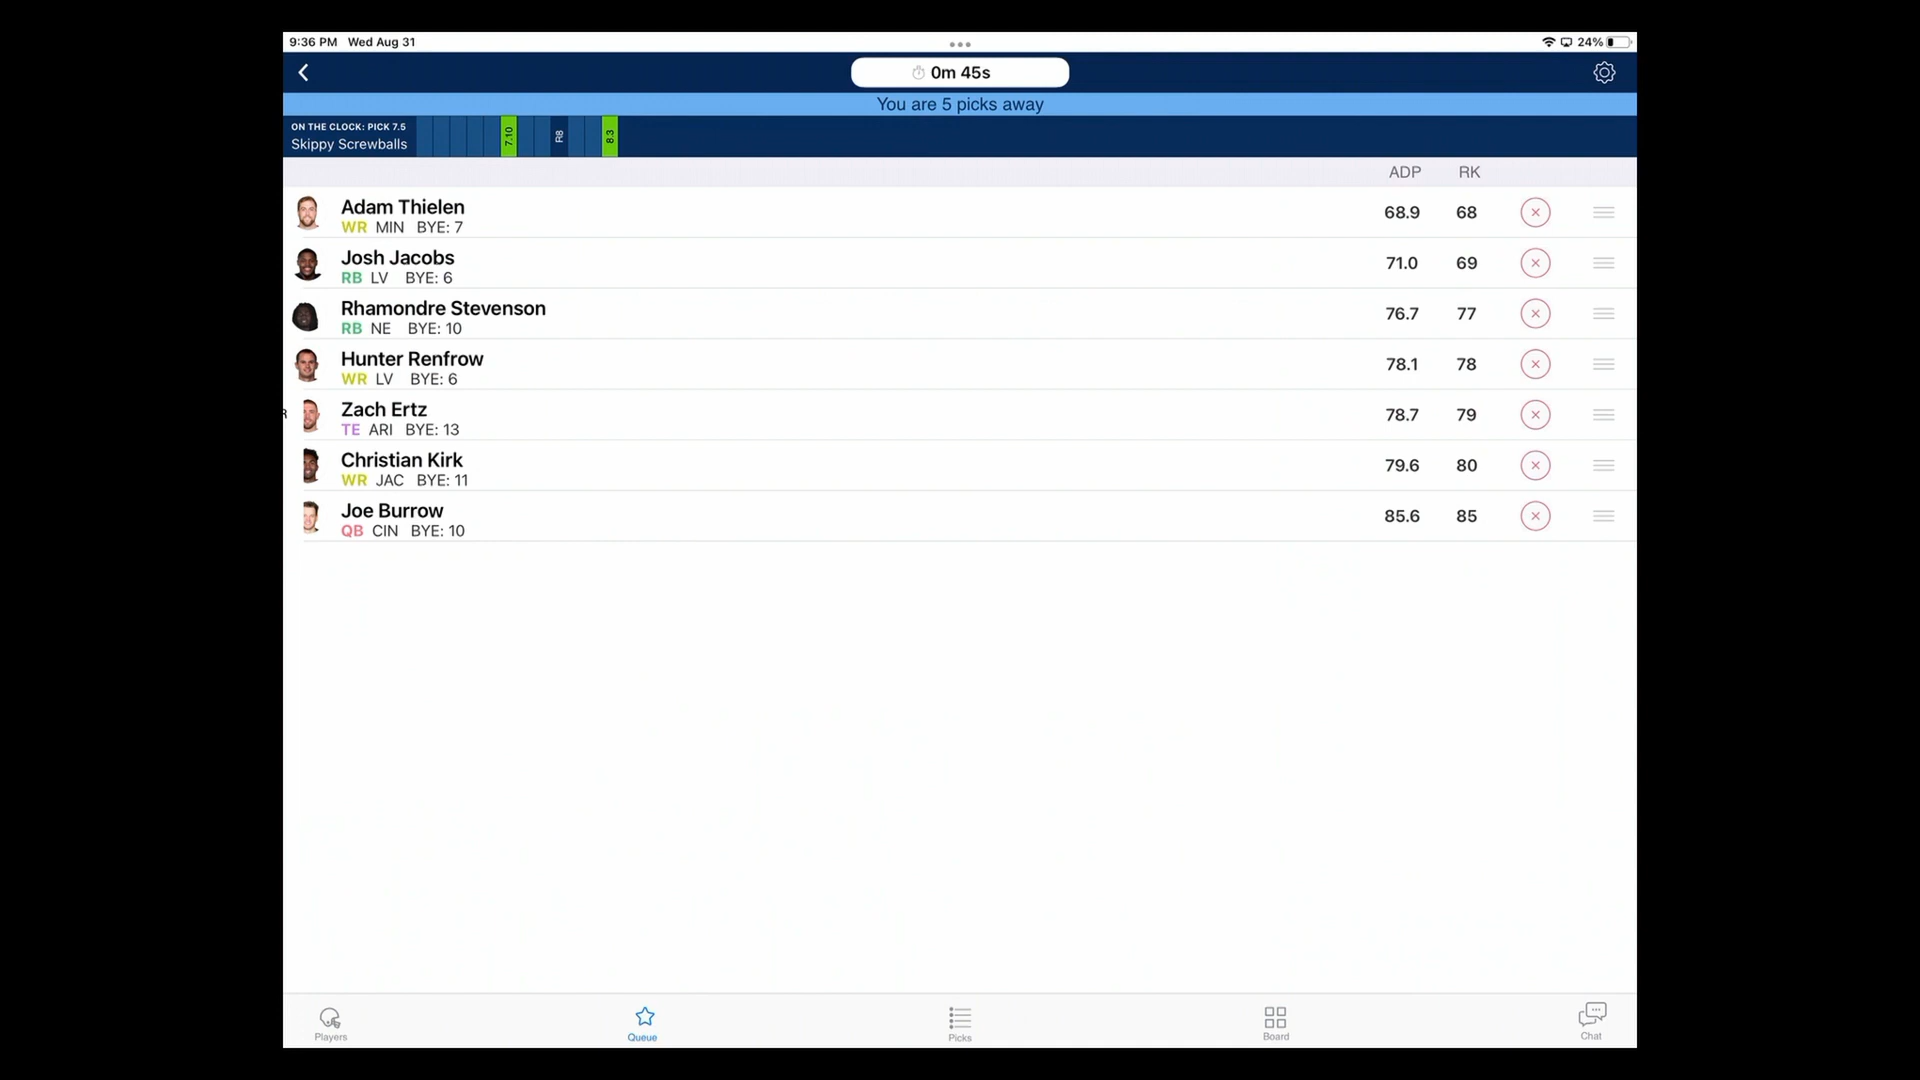 9:36 PM Wed Aug 31
24%
0m 45s
You are 5 picks away
ON THE CLOCK: PICK 7.5
Skippy Screwballs
7.10
R8
8.3
ADP RK
Adam Thielen
WR MIN BYE: 7
68.9 68
Josh Jacobs
RB LV BYE: 6
71.0 69
Rhamondre Stevenson
RB NE BYE: 10
76.7 77
Hunter Renfrow
WR LV BYE: 6
78.1 78
R
Zach Ertz
TE ARI BYE: 13
78.7 79
Christian Kirk
WR JAC BYE: 11
79.6 80
Joe Burrow
QB CIN BYE: 10
85.6 85
Players
Queue
Picks
Board
Chat